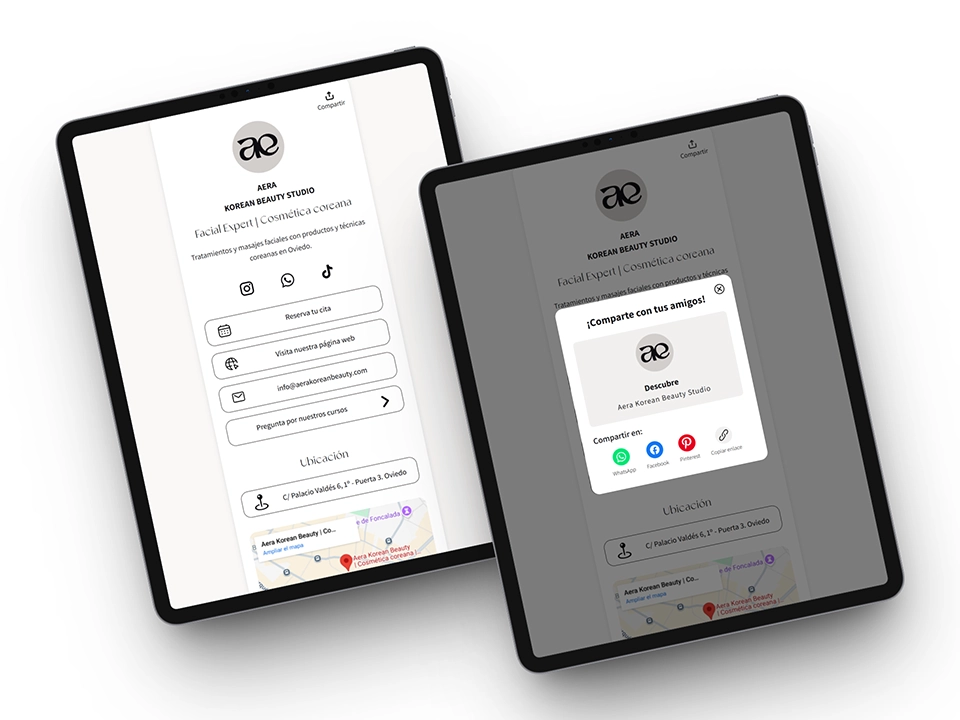 Compartir
ae
AERA
KOREAN BEAUTY STUDIO
Facial Expert | Cosmética coreana
Tratamientos y masajes faciales con productos y técnicas
coreanas en Oviedo.
Reserva tu cita
Visita nuestra página web
info@aerakoreanbeauty.com
Pregunta por nuestros cursos
Ubicación
C/ Palacio Valdés 6, 1º - Puerta 3. Oviedo
Aera Korean Beauty | Co...
Ampliar el mapa
e de Foncalada
Aera Korean Beauty
| Cosmética coreana |
Compartir
ae
AERA
KOREAN BEAUTY STUDIO
Facial Expert | Cosmética coreana
Tratamientos y masajes faciales con productos y técnicas
¡Comparte con tus amigos!
ae
Descubre
Aera Korean Beauty Studio
Compartir en:
WhatsApp
Facebook
Pinterest
Copiar enlace
Ubicación
C/ Palacio Valdés 6, 1º - Puerta 3. Oviedo
Aera Korean Beauty | Co...
Ampliar el mapa
e de Foncalada
Aera Korean Beauty
| Cosmética coreana |